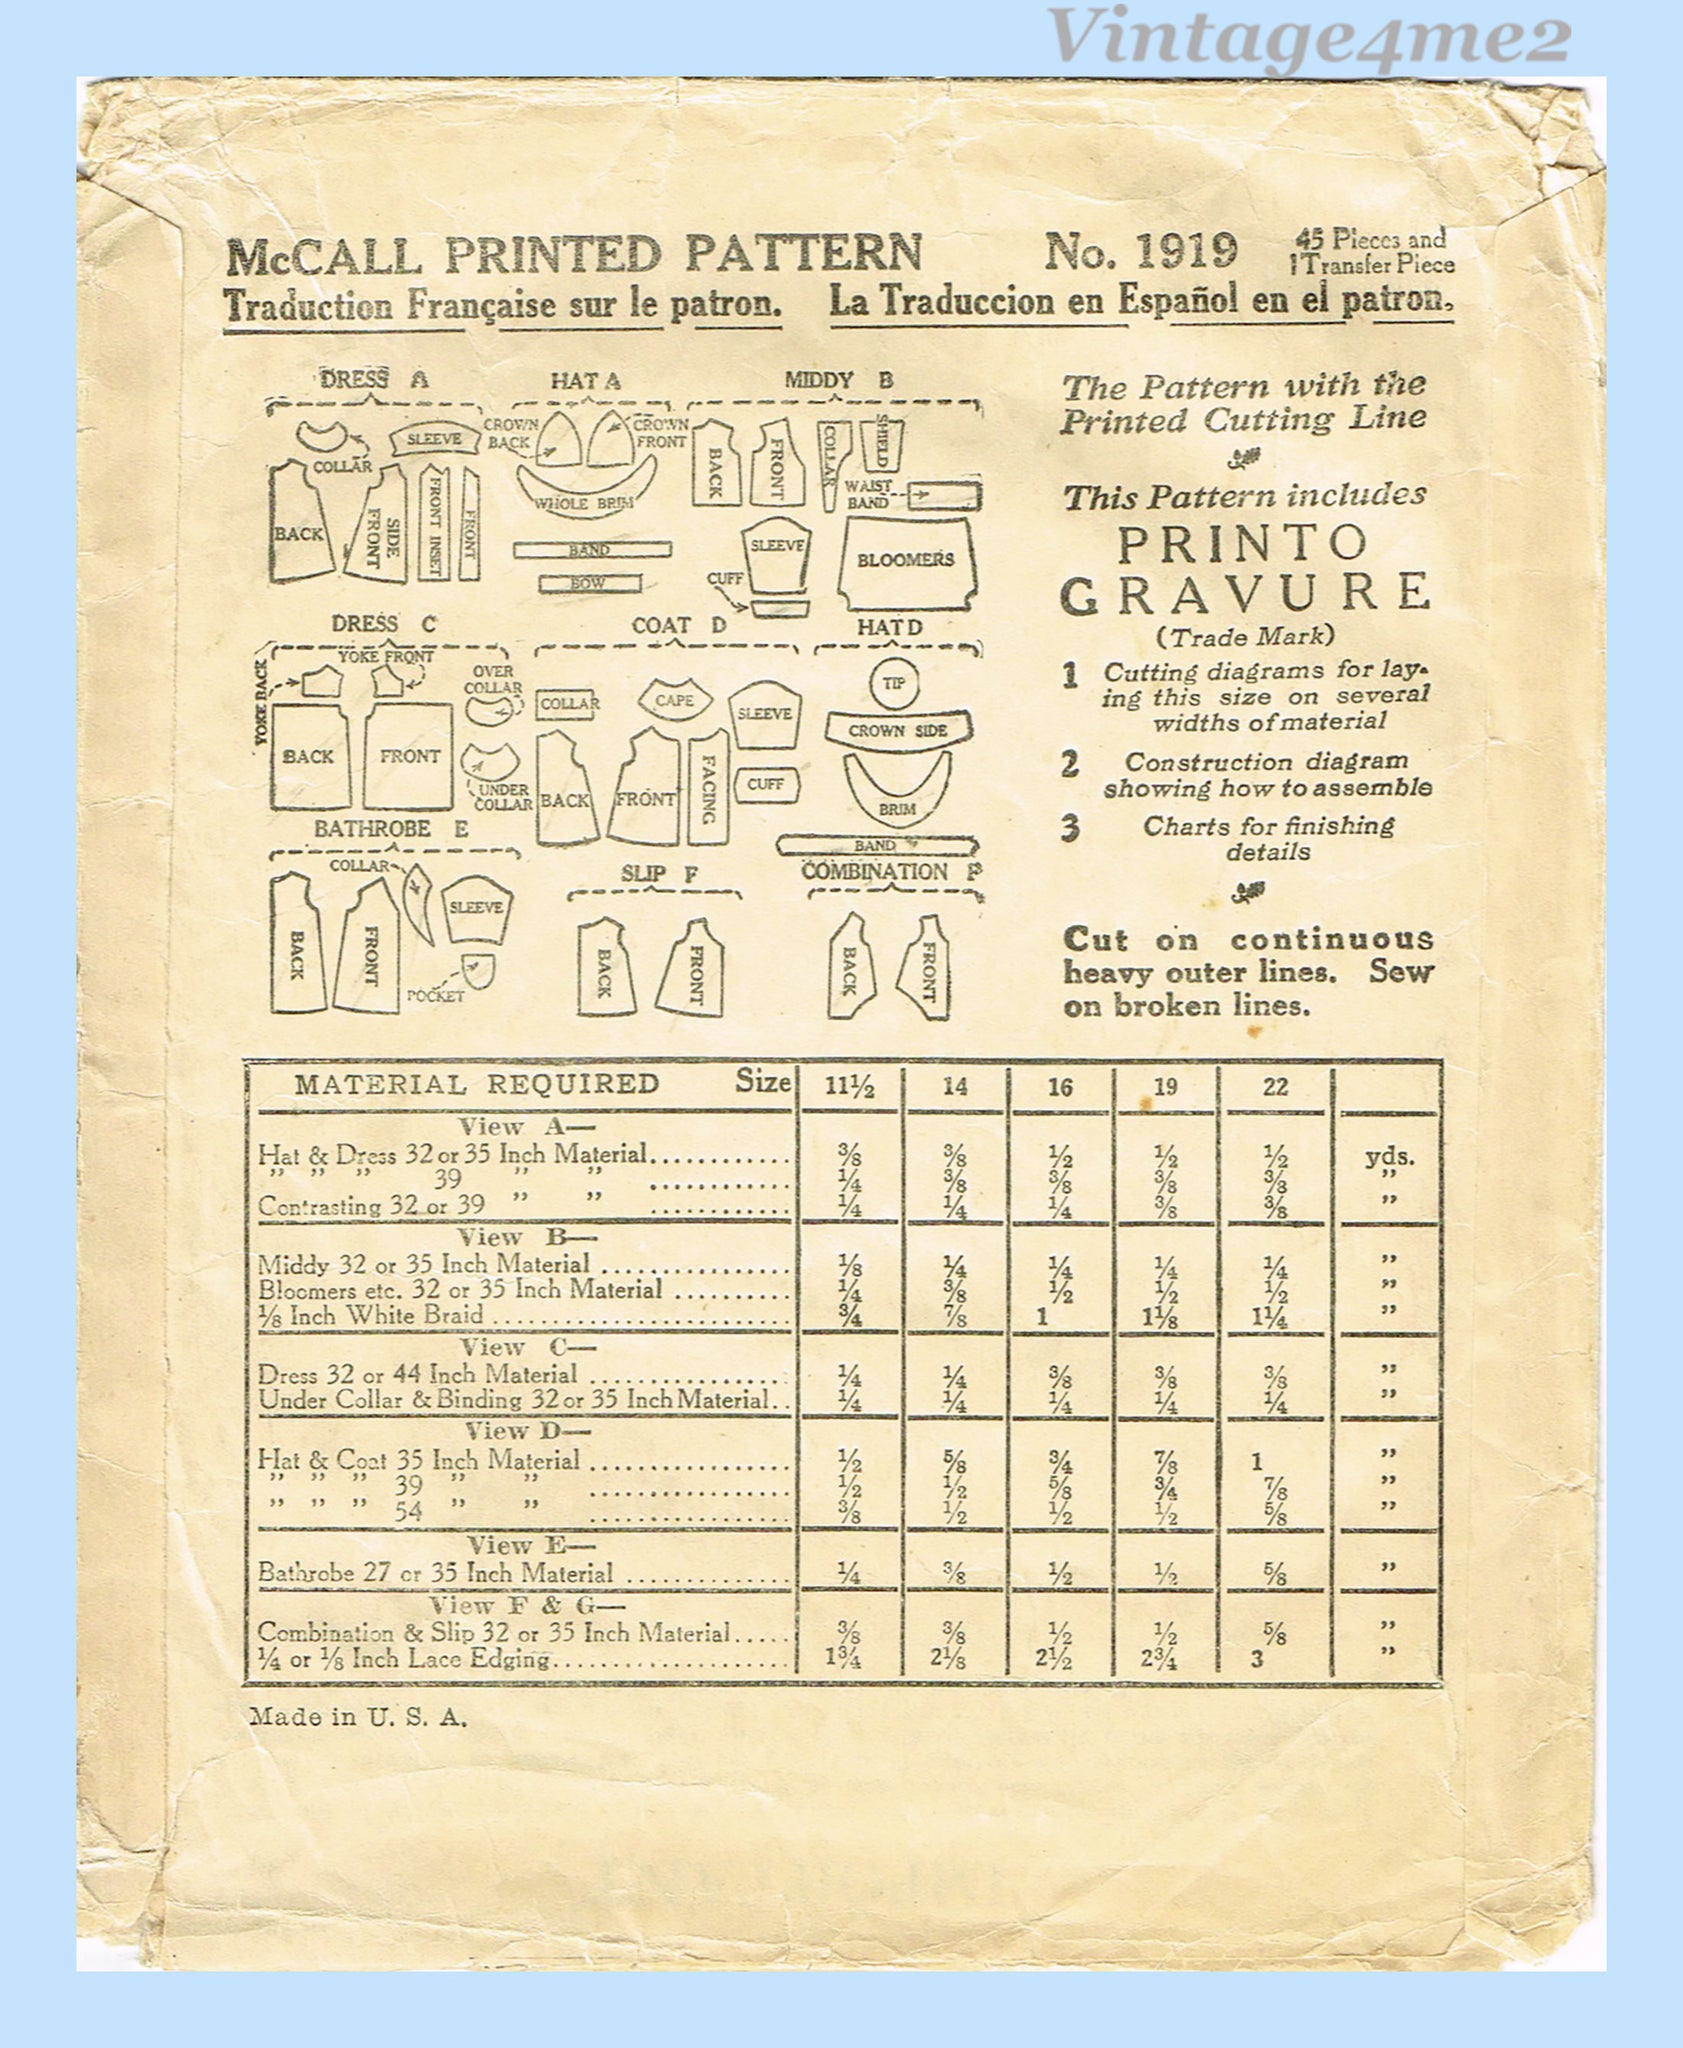 Vintage4me2
McCALL PRINTED PATTERN No. 1919 45 Pieces and
1 Transfer Piece
Traduction Française sur le patron. La Traduccion en Español en el patron.
DRESS A HAT A MIDDY B
COLLAR SLEEVE BACK SIDE FRONT FRONT INSET FRONT
CROWN BACK CROWN FRONT WHOLE BRIM BAND BOW
BACK FRONT COLLAR SHIELD WAIST BAND SLEEVE CUFF BLOOMERS
DRESS C COAT D HAT D
YOKE BACK YOKE FRONT OVER COLLAR BACK FRONT UNDER COLLAR
COLLAR CAPE SLEEVE BACK FRONT FACING CUFF
TIP CROWN SIDE BRIM BAND
BATHROBE E SLIP F COMBINATION F
COLLAR BACK FRONT SLEEVE POCKET
BACK FRONT
BACK FRONT
The Pattern with the
Printed Cutting Line
This Pattern includes
PRINTO
GRAVURE
(Trade Mark)
1 Cutting diagrams for lay-
ing this size on several
widths of material
2 Construction diagram
showing how to assemble
3 Charts for finishing
details
Cut on continuous
heavy outer lines. Sew
on broken lines.
MATERIAL REQUIRED Size 11½ 14 16 19 22
View A—
Hat & Dress 32 or 35 Inch Material............ ⅜ ⅜ ½ ½ ½ yds.
” ” ” 39 ” ” ............ ¼ ⅜ ⅜ ⅜ ⅜ ”
Contrasting 32 or 39 ” ” ............ ¼ ¼ ¼ ⅜ ⅜ ”
View B—
Middy 32 or 35 Inch Material ................ ⅛ ¼ ¼ ¼ ¼ ”
Bloomers etc. 32 or 35 Inch Material .......... ¼ ⅜ ½ ½ ½ ”
⅛ Inch White Braid .......................... ¾ ⅞ 1 1⅛ 1¼ ”
View C—
Dress 32 or 44 Inch Material ................. ¼ ¼ ⅜ ⅜ ⅜ ”
Under Collar & Binding 32 or 35 Inch Material.. ¼ ¼ ¼ ¼ ¼ ”
View D—
Hat & Coat 35 Inch Material ................. ½ ⅝ ¾ ⅞ 1 ”
” ” ” 39 ” ” ................. ½ ½ ⅝ ¾ ⅞ ”
” ” ” 54 ” ” ................. ⅜ ½ ½ ½ ⅝ ”
View E—
Bathrobe 27 or 35 Inch Material .............. ¼ ⅜ ½ ½ ⅝ ”
View F & G—
Combination & Slip 32 or 35 Inch Material..... ⅜ ⅜ ½ ½ ⅝ ”
¼ or ⅛ Inch Lace Edging.................... 1¾ 2⅛ 2½ 2¾ 3 ”
Made in U. S. A.